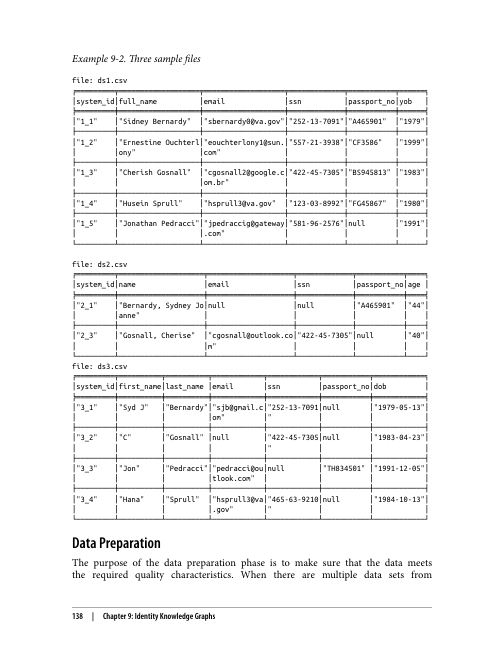 Example 9-2. Three sample files
file: ds1.csv
|system_id|full_name |email |ssn |passport_no|yob |
|"1_1" |"Sidney Bernardy" |"sbernardy0@va.gov"|"252-13-7091"|"A465901" |"1979"|
|"1_2" |"Ernestine Ouchterl|"eouchterlony1@sun.|"557-21-3938"|"CF3586" |"1999"|
| |ony" |com" | | | |
|"1_3" |"Cherish Gosnall" |"cgosnall2@google.c|"422-45-7305"|"BS945813" |"1983"|
| | |om.br" | | | |
|"1_4" |"Husein Sprull" |"hsprull3@va.gov" |"123-03-8992"|"FG45867" |"1980"|
|"1_5" |"Jonathan Pedracci"|"jpedraccig@gateway|"581-96-2576"|null |"1991"|
| | |.com" | | | |
file: ds2.csv
|system_id|name |email |ssn |passport_no|age |
|"2_1" |"Bernardy, Sydney Jo|null |null |"A465901" |"44"|
| |anne" | | | | |
|"2_3" |"Gosnall, Cherise" |"cgosnall@outlook.co|"422-45-7305"|null |"40"|
| | |m" | | | |
file: ds3.csv
|system_id|first_name|last_name |email |ssn |passport_no|dob |
|"3_1" |"Syd J" |"Bernardy"|"sjb@gmail.c|"252-13-7091|null |"1979-05-13"|
| | | |om" |" | | |
|"3_2" |"C" |"Gosnall" |null |"422-45-7305|null |"1983-04-23"|
| | | | |" | | |
|"3_3" |"Jon" |"Pedracci"|"pedracci@ou|null |"TH834501" |"1991-12-05"|
| | | |tlook.com" | | | |
|"3_4" |"Hana" |"Sprull" |"hsprull3@va|"465-63-9210|null |"1984-10-13"|
| | | |.gov" |" | | |
Data Preparation
The purpose of the data preparation phase is to make sure that the data meets
the required quality characteristics. When there are multiple data sets from
138 | Chapter 9: Identity Knowledge Graphs